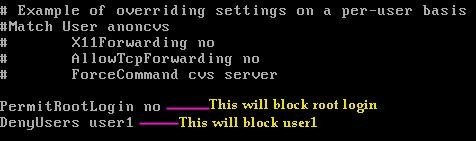 # Example of overriding settings on a per-user basis
#Match User anoncvs
#       X11Forwarding no
#       AllowTcpForwarding no
#       ForceCommand cvs server
PermitRootLogin no This will block root login
DenyUsers user1 This will block user1